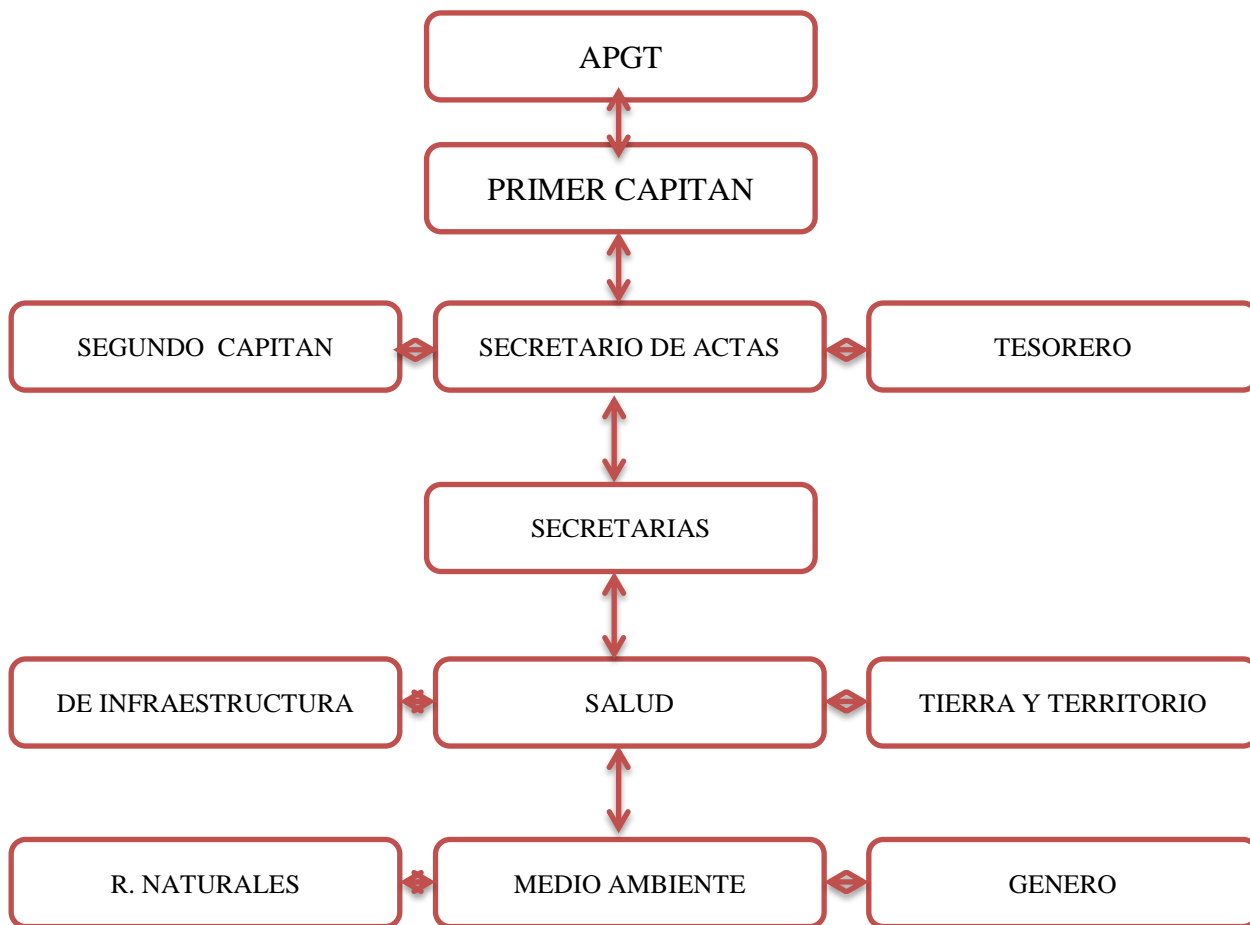 APGT
PRIMER CAPITAN
SEGUNDO CAPITAN
SECRETARIO DE ACTAS
TESORERO
SECRETARIAS
DE INFRAESTRUCTURA
SALUD
TIERRA Y TERRITORIO
R. NATURALES
MEDIO AMBIENTE
GENERO